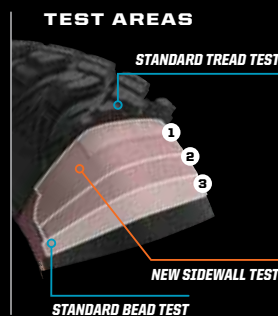 TEST AREAS
STANDARD TREAD TEST
1
2
3
NEW SIDEWALL TEST
STANDARD BEAD TEST